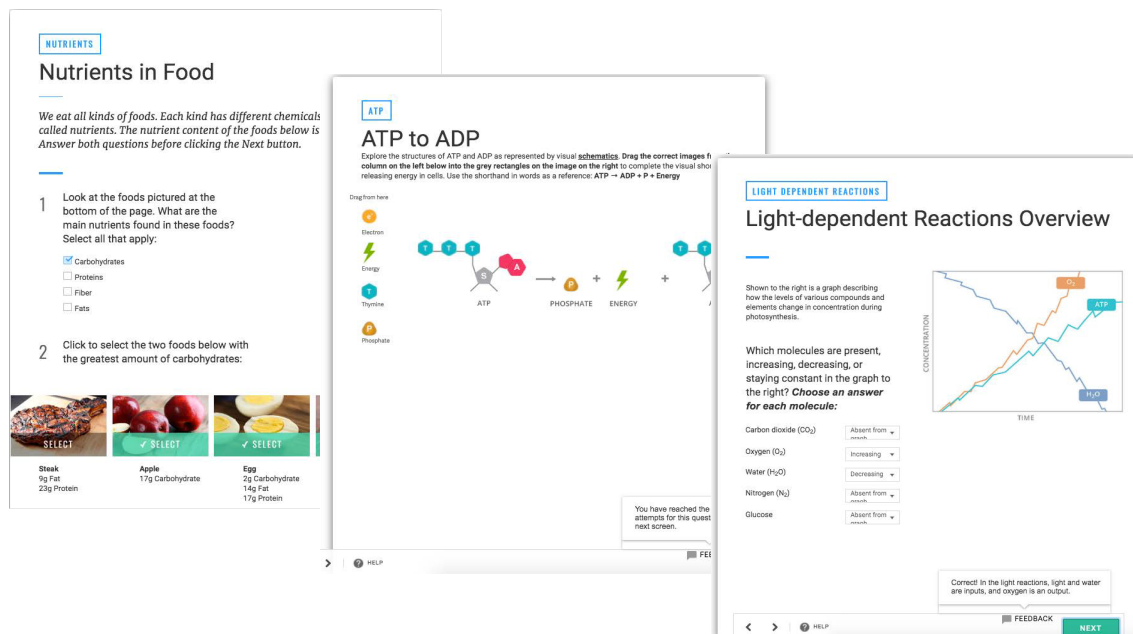 NUTRIENTS
Nutrients in Food
We eat all kinds of foods. Each kind has different chemicals
called nutrients. The nutrient content of the foods below is
Answer both questions before clicking the Next button.
1
Look at the foods pictured at the
bottom of the page. What are the
main nutrients found in these foods?
Select all that apply:
Carbohydrates
Proteins
Fiber
Fats
2
Click to select the two foods below with
the greatest amount of carbohydrates:
SELECT
✓ SELECT
✓ SELECT
Steak
9g Fat
23g Protein
Apple
17g Carbohydrate
Egg
2g Carbohydrate
14g Fat
17g Protein
ATP
ATP to ADP
Explore the structures of ATP and ADP as represented by visual schematics. Drag the correct images
column on the left below into the grey rectangles on the image on the right to complete the visual
releasing energy in cells. Use the shorthand in words as a reference: ATP → ADP + P + Energy
Drag from here
e
Electron
Energy
T
Thymine
P
Phosphate
T T T
S
A
ATP
P
PHOSPHATE
+
ENERGY
+
T T
You have reached the
attempts for this
next screen.
HELP
LIGHT DEPENDENT REACTIONS
Light-dependent Reactions Overview
Shown to the right is a graph describing
how the levels of various compounds and
elements change in concentration during
photosynthesis.
Which molecules are present,
increasing, decreasing, or
staying constant in the graph to
the right? Choose an answer
for each molecule:
Carbon dioxide (CO₂)
Absent from
Oxygen (O₂)
Increasing
Water (H₂O)
Decreasing
Nitrogen (N₂)
Absent from
Glucose
Absent from
CONCENTRATION
O₂
ATP
H₂O
TIME
Correct! In the light reactions, light and water
are inputs, and oxygen is an output.
HELP
FEEDBACK
NEXT